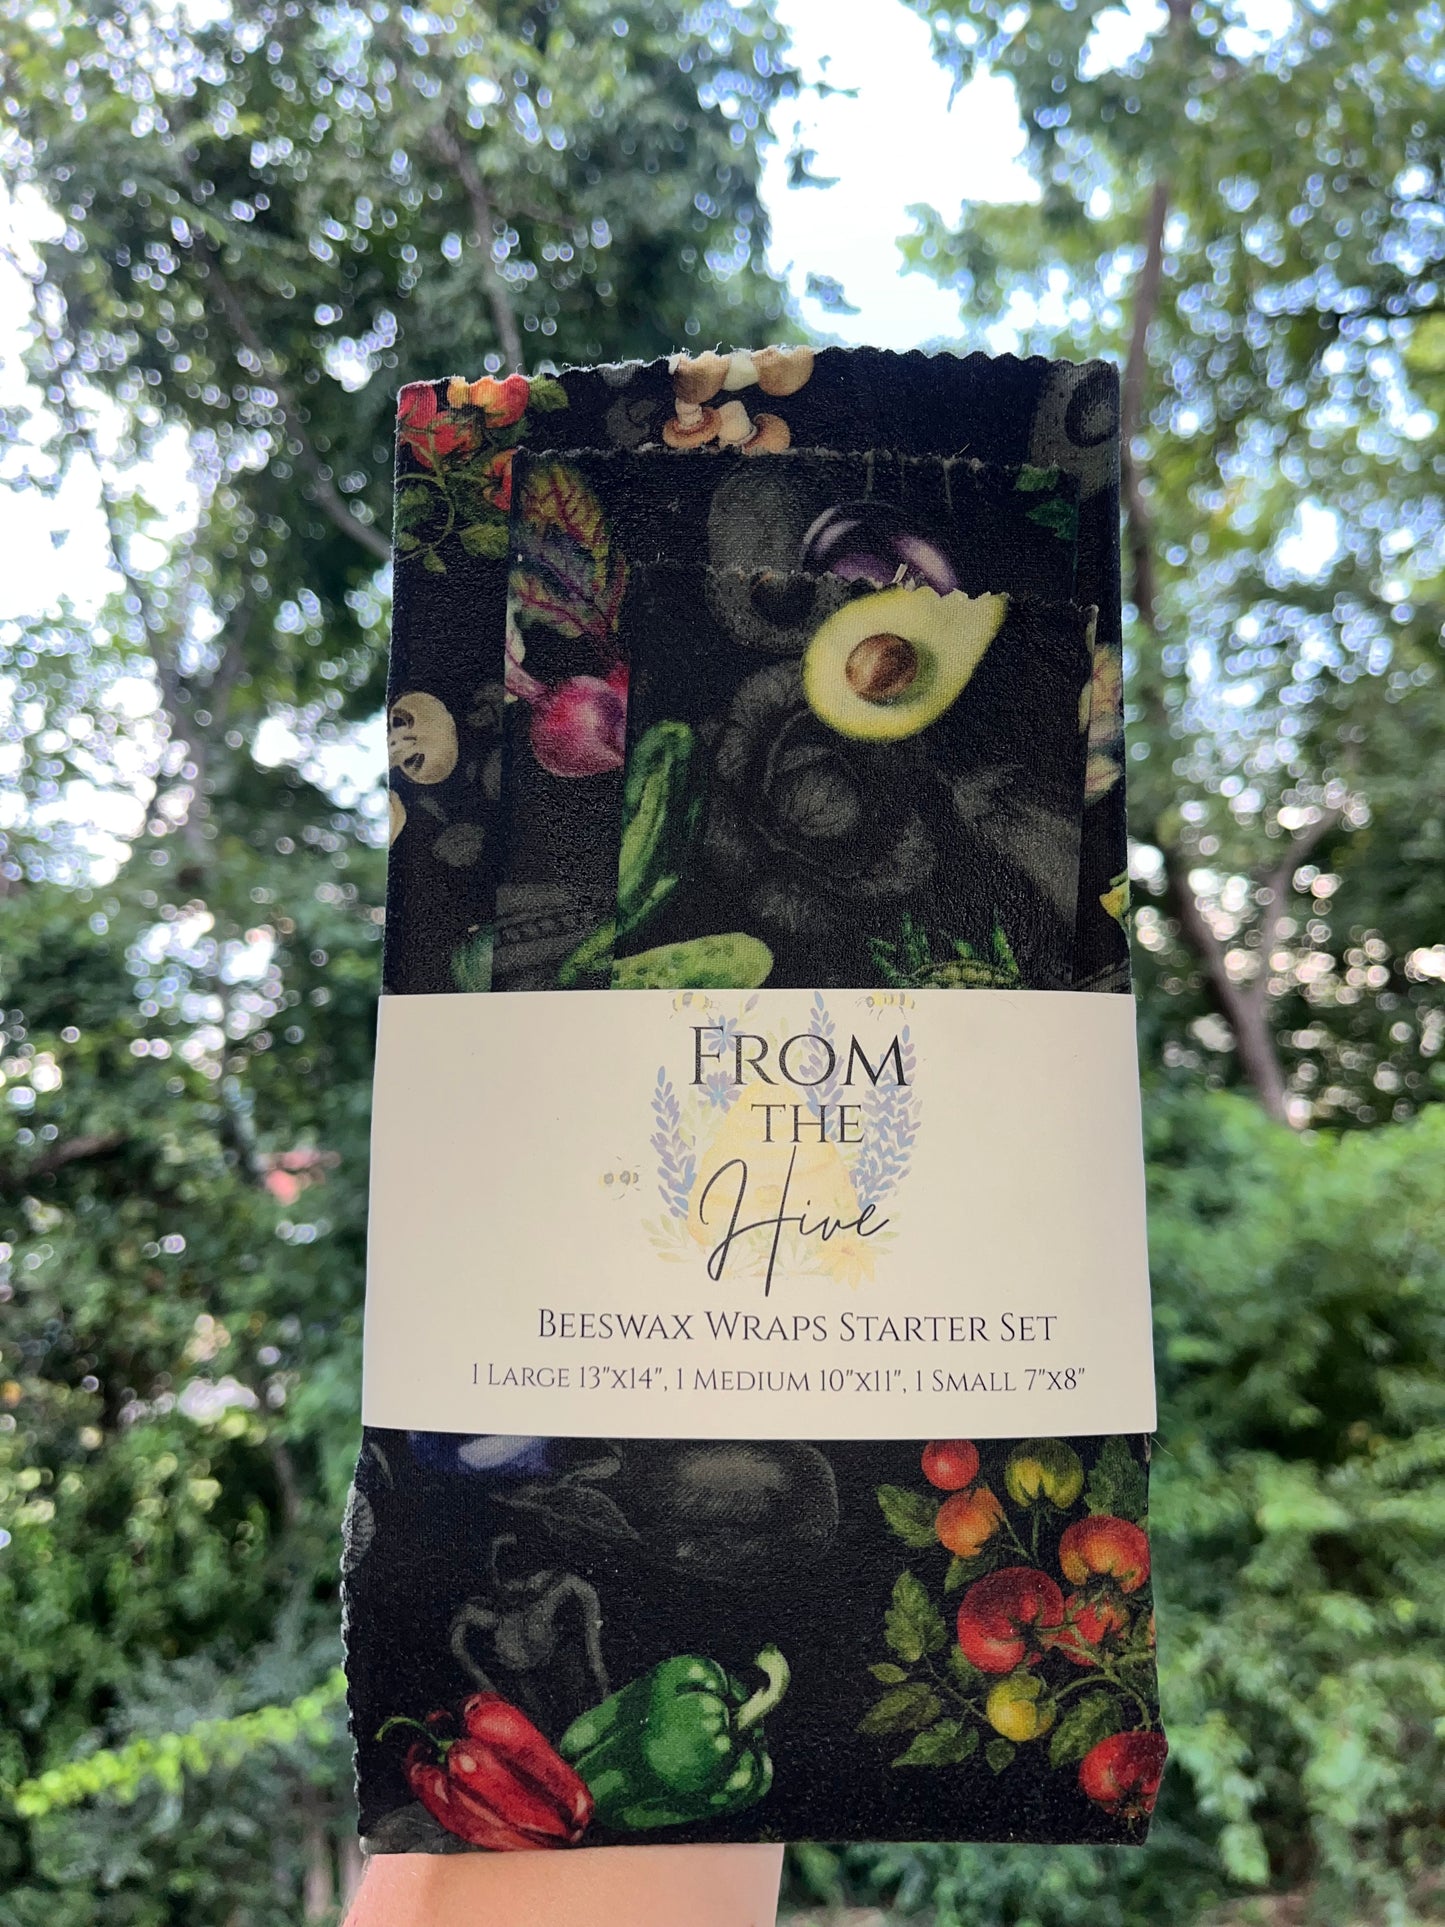 FROM
THE
Hive
BEESWAX WRAPS STARTER SET
1 LARGE 13"X14", 1 MEDIUM 10"X11", 1 SMALL 7"X8"